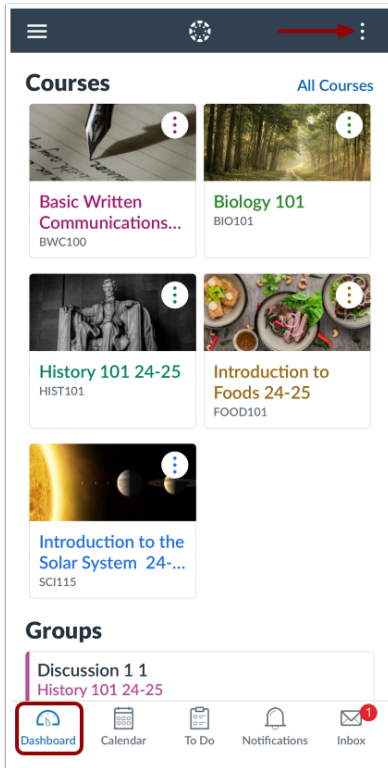 Courses
All Courses
Basic Written
Communications...
BWC100
Biology 101
BIO101
History 101 24-25
HIST101
Introduction to
Foods 24-25
FOOD101
Introduction to the
Solar System 24-...
SCI115
Groups
Discussion 1 1
History 101 24-25
1
Dashboard
Calendar
To Do
Notifications
Inbox